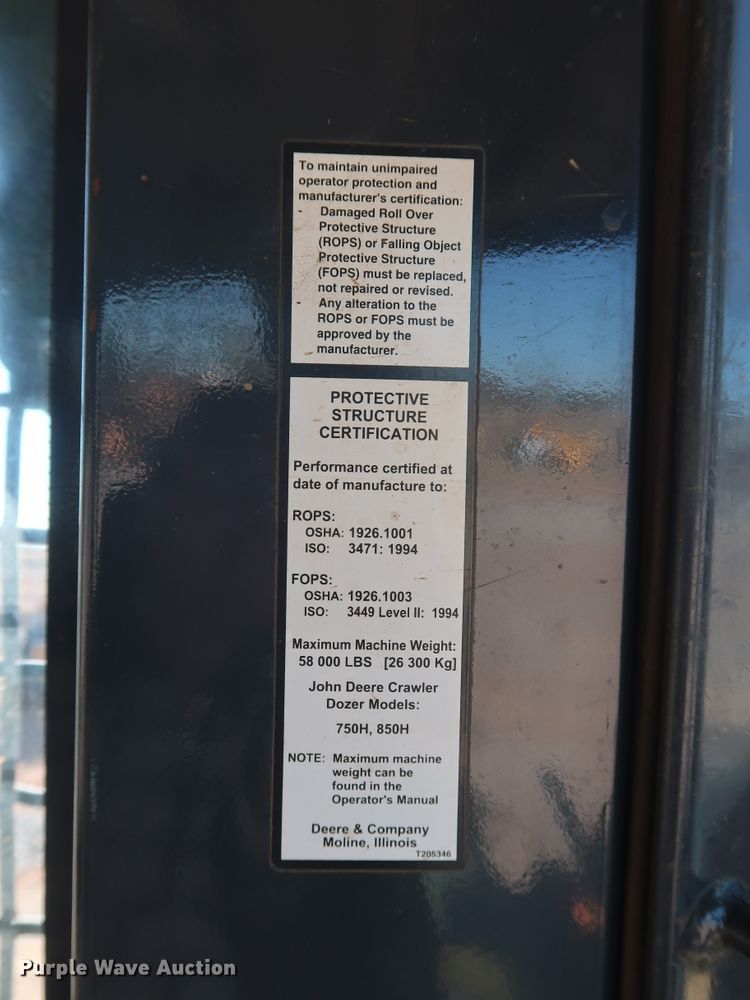 To maintain unimpaired
operator protection and
manufacturer's certification:
- Damaged Roll Over
Protective Structure
(ROPS) or Falling Object
Protective Structure
(FOPS) must be replaced,
not repaired or revised.
- Any alteration to the
ROPS or FOPS must be
approved by the
manufacturer.
PROTECTIVE
STRUCTURE
CERTIFICATION
Performance certified at
date of manufacture to:
ROPS:
OSHA: 1926.1001
ISO: 3471: 1994
FOPS:
OSHA: 1926.1003
ISO: 3449 Level II: 1994
Maximum Machine Weight:
58 000 LBS [26 300 Kg]
John Deere Crawler
Dozer Models:
750H, 850H
NOTE: Maximum machine
weight can be
found in the
Operator's Manual
Deere & Company
Moline, Illinois
T205346
Purple Wave Auction